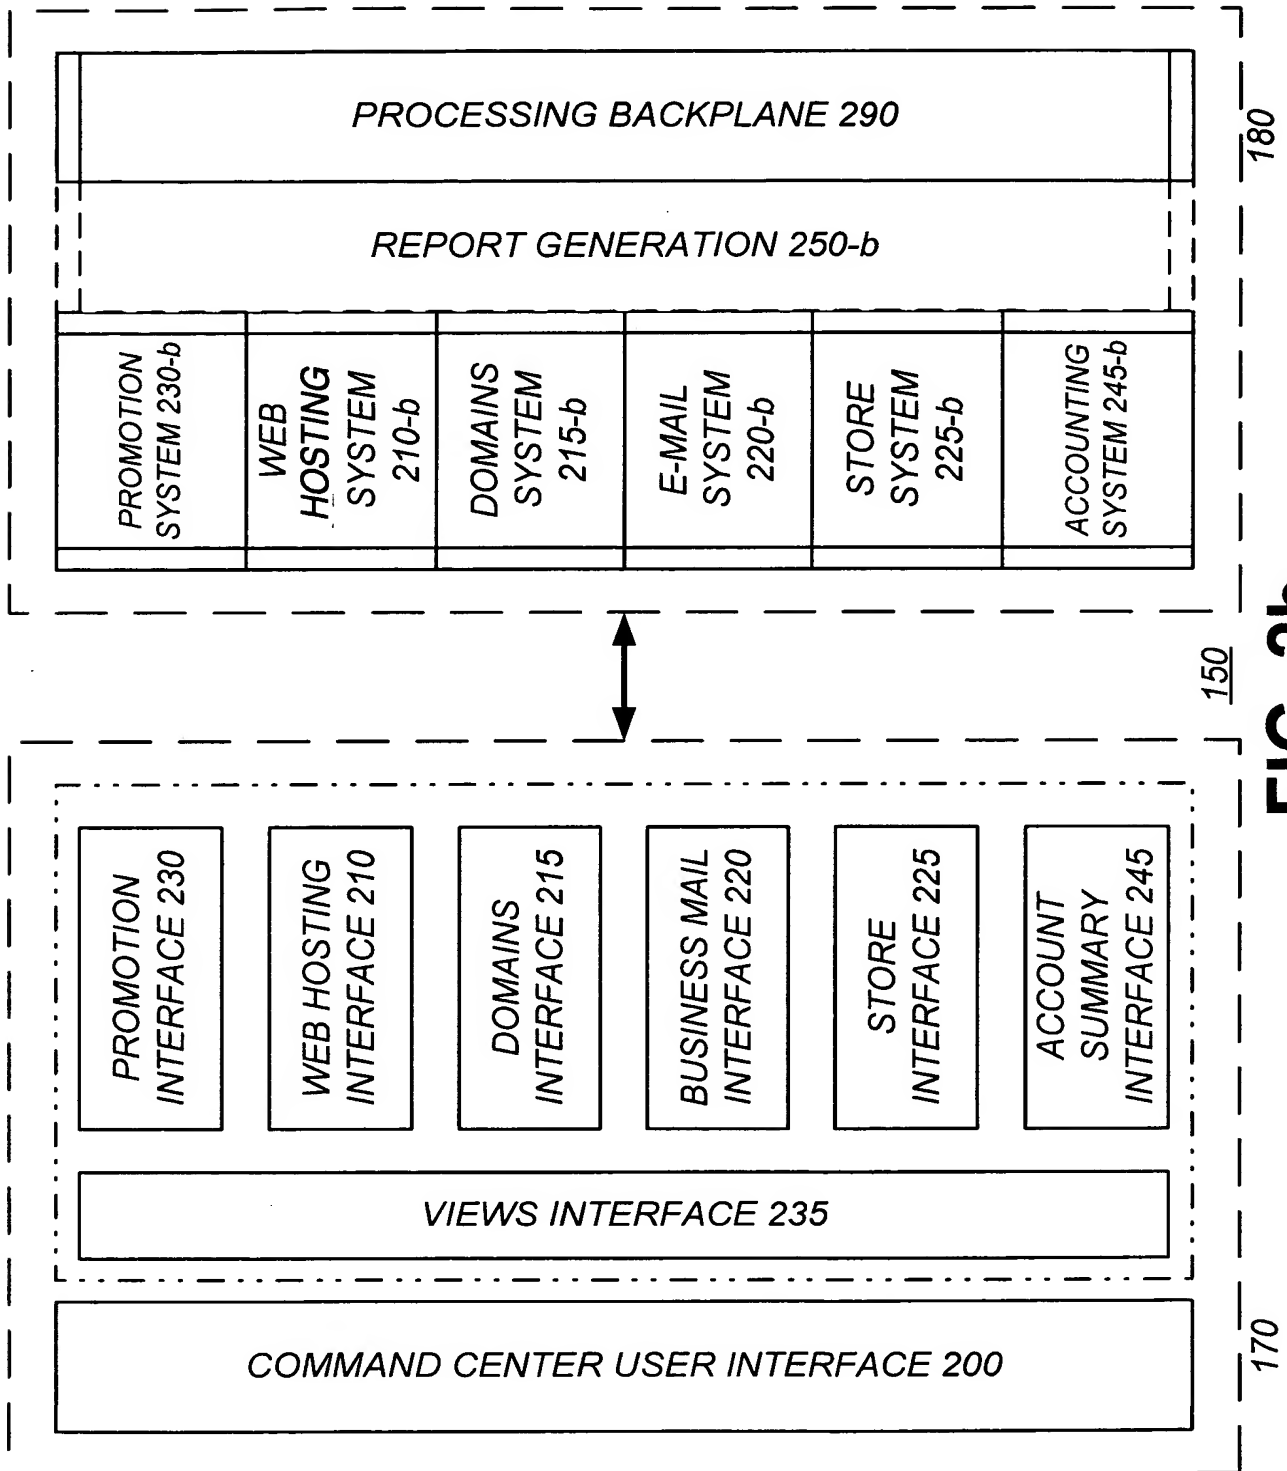 PROCESSING BACKPLANE 290
180
REPORT GENERATION 250-b
PROMOTION
SYSTEM 230-b
WEB
HOSTING
SYSTEM
210-b
DOMAINS
SYSTEM
215-b
E-MAIL
SYSTEM
220-b
STORE
SYSTEM
225-b
ACCOUNTING
SYSTEM 245-b
150
FIG. 2b
PROMOTION
INTERFACE 230
WEB HOSTING
INTERFACE 210
DOMAINS
INTERFACE 215
BUSINESS MAIL
INTERFACE 220
STORE
INTERFACE 225
ACCOUNT
SUMMARY
INTERFACE 245
VIEWS INTERFACE 235
COMMAND CENTER USER INTERFACE 200
170